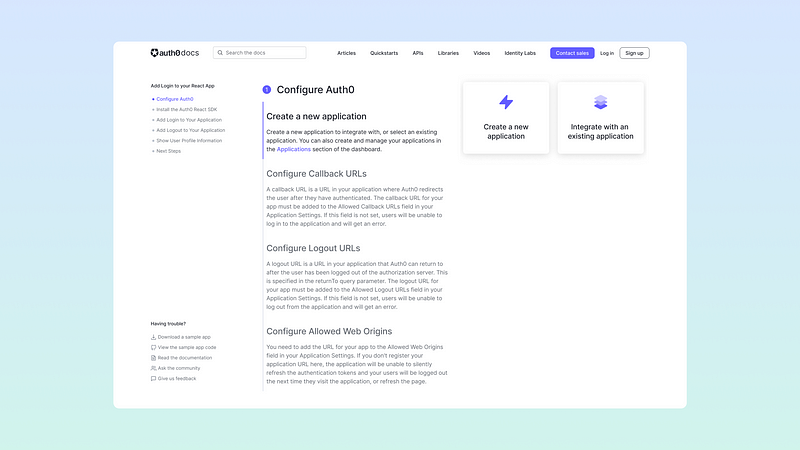 auth0 docs
Search the docs
Articles
Quickstarts
APIs
Libraries
Videos
Identity Labs
Contact sales
Log in
Sign up
Add Login to your React App
Configure Auth0
Install the Auth0 React SDK
Add Login to Your Application
Add Logout to Your Application
Show User Profile Information
Next Steps
Having trouble?
Download a sample app
View the sample app code
Read the documentation
Ask the community
Give us feedback
1 Configure Auth0
Create a new application
Create a new application to integrate with, or select an existing
application. You can also create and manage your applications in
the Applications section of the dashboard.
Configure Callback URLs
A callback URL is a URL in your application where Auth0 redirects
the user after they have authenticated. The callback URL for your
app must be added to the Allowed Callback URLs field in your
Application Settings. If this field is not set, users will be unable to
log in to the application and will get an error.
Configure Logout URLs
A logout URL is a URL in your application that Auth0 can return to
after the user has been logged out of the authorization server. This
is specified in the returnTo query parameter. The logout URL for
your app must be added to the Allowed Logout URLs field in your
Application Settings. If this field is not set, users will be unable to
log out from the application and will get an error.
Configure Allowed Web Origins
You need to add the URL for your app to the Allowed Web Origins
field in your Application Settings. If you don't register your
application URL here, the application will be unable to silently
refresh the authentication tokens and your users will be logged out
the next time they visit the application, or refresh the page.
Create a new
application
Integrate with an
existing application